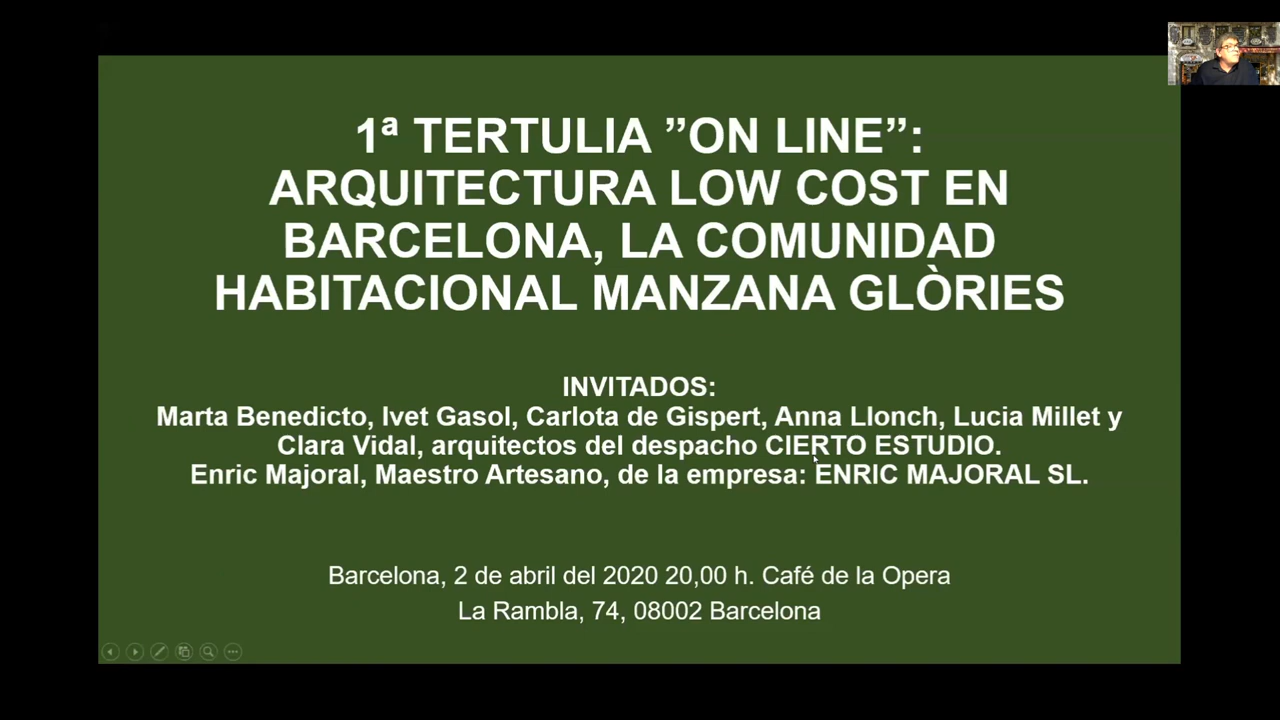 1ª TERTULIA ”ON LINE”:
ARQUITECTURA LOW COST EN
BARCELONA, LA COMUNIDAD
HABITACIONAL MANZANA GLÒRIES
INVITADOS:
Marta Benedicto, Ivet Gasol, Carlota de Gispert, Anna Llonch, Lucia Millet y
Clara Vidal, arquitectos del despacho CIERTO ESTUDIO.
Enric Majoral, Maestro Artesano, de la empresa: ENRIC MAJORAL SL.
Barcelona, 2 de abril del 2020 20,00 h. Café de la Opera
La Rambla, 74, 08002 Barcelona